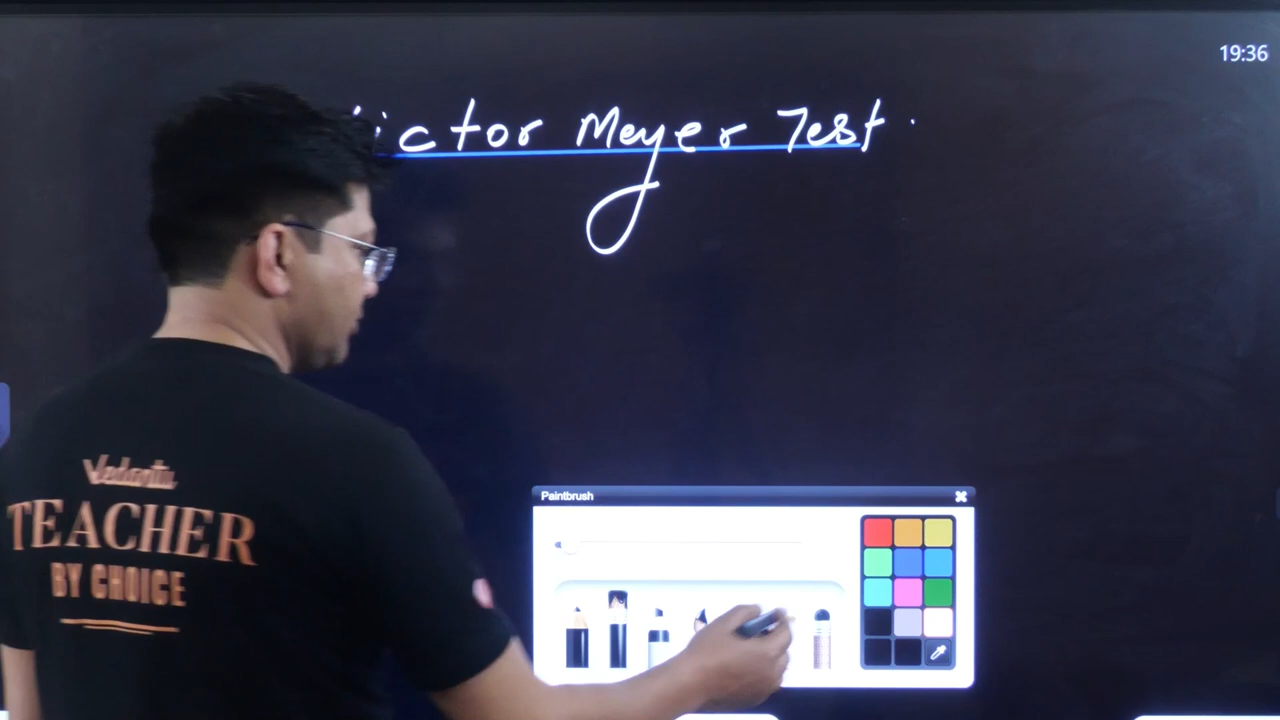 19:36
ictor Meyer Test.
Paintbrush
Vedantu
TEACHER
BY CHOICE